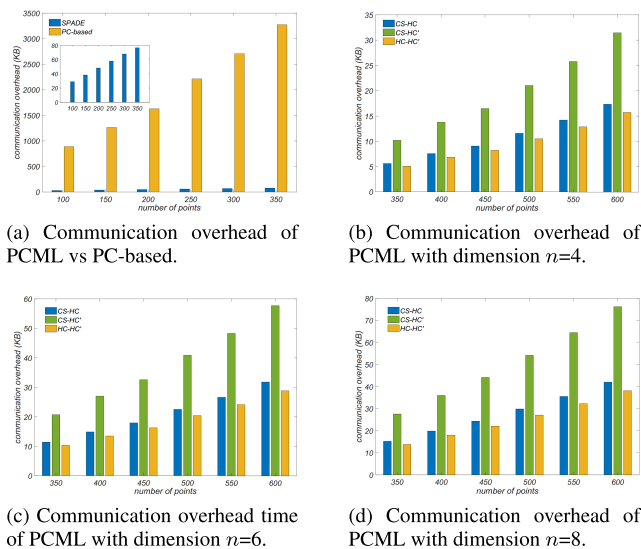 3500
3000
2500
2000
1500
1000
500
0
communication overhead (KB)
SPADE
PC-based
80
60
40
20
0
100 150 200 250 300 350
100 150 200 250 300 350
number of points
(a) Communication overhead of
PCML vs PC-based.
35
30
25
20
15
10
5
0
communication overhead (KB)
CS-HC
CS-HC'
HC-HC'
350 400 450 500 550 600
number of points
(b) Communication overhead of
PCML with dimension n=4.
60
50
40
30
20
10
0
communication overhead (KB)
CS-HC
CS-HC'
HC-HC'
350 400 450 500 550 600
number of points
(c) Communication overhead time
of PCML with dimension n=6.
80
70
60
50
40
30
20
10
0
communication overhead (KB)
CS-HC
CS-HC'
HC-HC'
350 400 450 500 550 600
number of points
(d) Communication overhead of
PCML with dimension n=8.